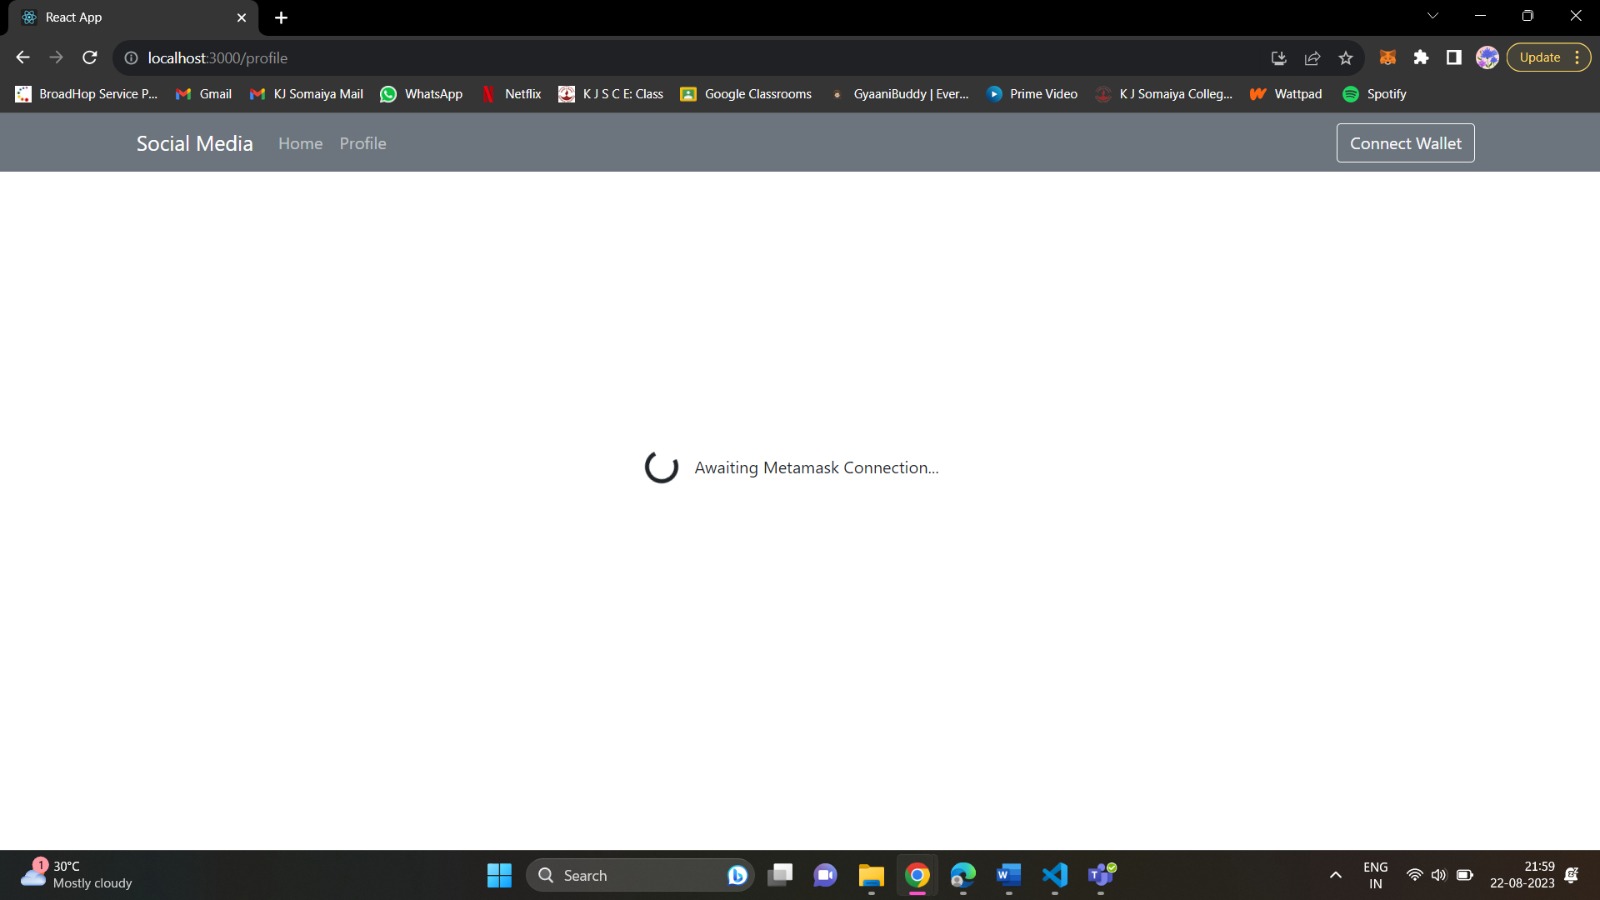 React App
localhost:3000/profile
Update
BroadHop Service P... Gmail KJ Somaiya Mail WhatsApp Netflix K J S C E: Class Google Classrooms GyaaniBuddy | Ever... Prime Video K J Somaiya Colleg... Wattpad Spotify
Social Media Home Profile Connect Wallet
Awaiting Metamask Connection...
1 30°C
Mostly cloudy
Search
ENG
IN
21:59
22-08-2023